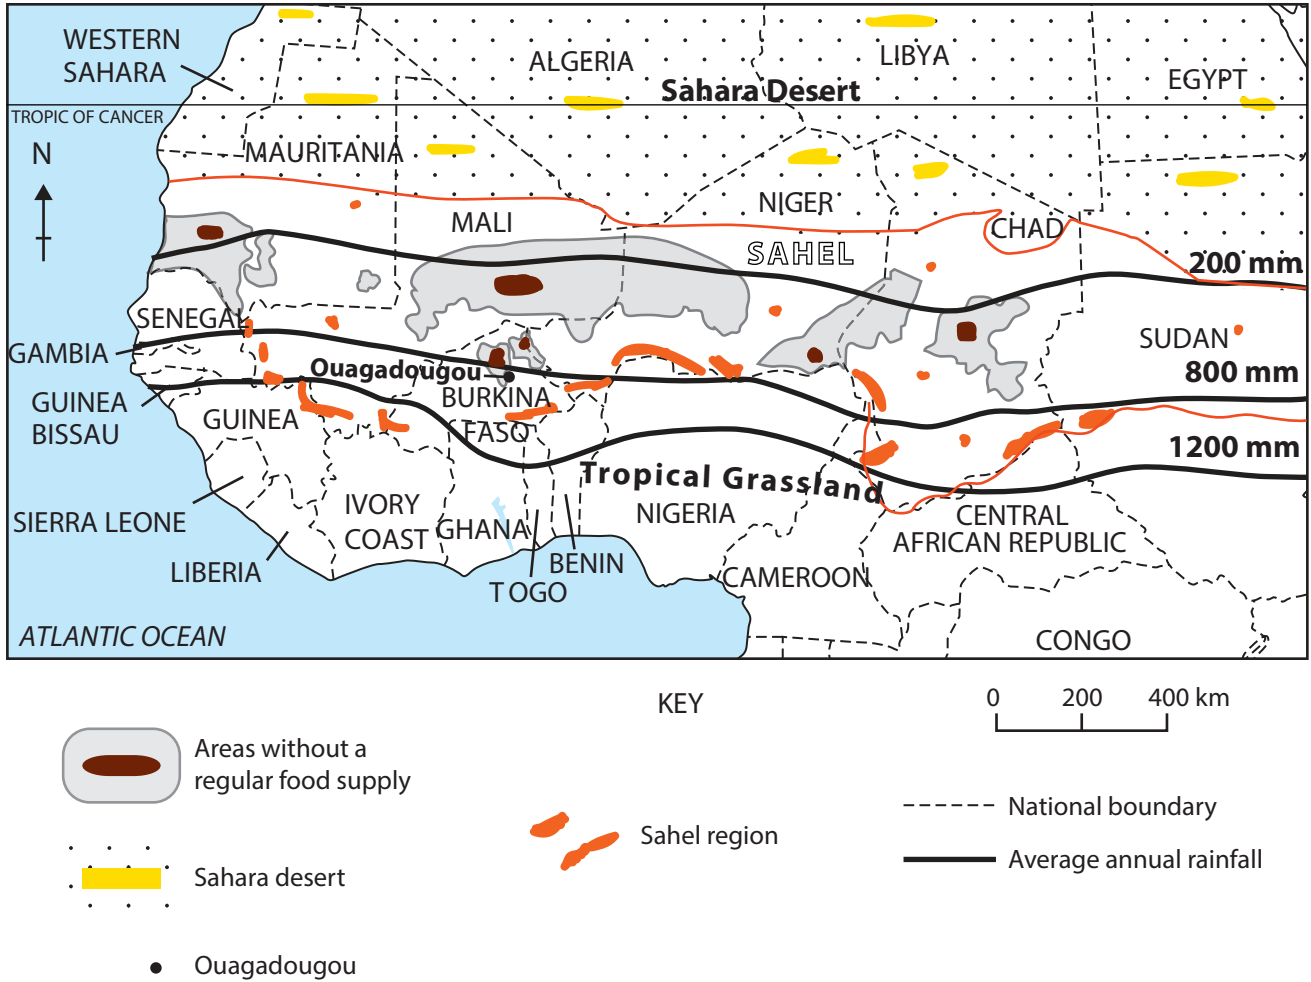 WESTERN
SAHARA
ALGERIA
LIBYA
EGYPT
Sahara Desert
TROPIC OF CANCER
N
MAURITANIA
MALI
NIGER
CHAD
SAHEL
200 mm
SENEGAL
SUDAN
GAMBIA
Ouagadougou
800 mm
BURKINA
FASO
GUINEA
BISSAU
GUINEA
1200 mm
Tropical Grassland
SIERRA LEONE
IVORY
COAST
GHANA
NIGERIA
CENTRAL
AFRICAN REPUBLIC
LIBERIA
BENIN
TOGO
CAMEROON
ATLANTIC OCEAN
CONGO
KEY
0 200 400 km
Areas without a
regular food supply
Sahara desert
Ouagadougou
Sahel region
National boundary
Average annual rainfall